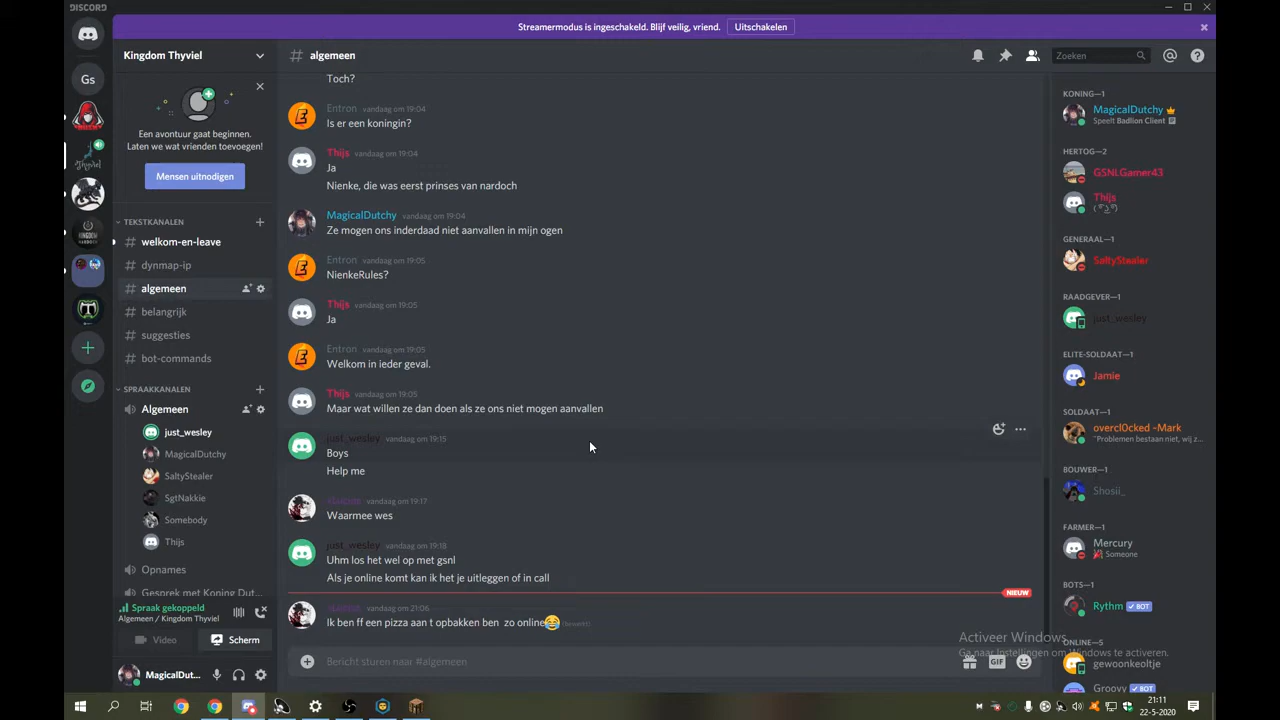 DISCORD
Streamermodus is ingeschakeld. Blijf veilig, vriend.
Uitschakelen
Kingdom Thyviel
algemeen
Zoeken
Gs
Een avontuur gaat beginnen.
Laten we wat vrienden toevoegen!
Mensen uitnodigen
TEKSTKANALEN
welkom-en-leave
dynmap-ip
algemeen
belangrijk
suggesties
bot-commands
SPRAAKKANALEN
Algemeen
just_wesley
MagicalDutchy
SaltyStealer
SgtNakkie
Somebody
Thijs
Opnames
Gesprek met Koning Dut...
Spraak gekoppeld
Algemeen / Kingdom Thyviel
Video
Scherm
MagicalDut...
Toch?
Entron vandaag om 19:04
Is er een koningin?
Thijs vandaag om 19:04
Ja
Nienke, die was eerst prinses van nardoch
MagicalDutchy vandaag om 19:04
Ze mogen ons inderdaad niet aanvallen in mijn ogen
Entron vandaag om 19:05
NienkeRules?
Thijs vandaag om 19:05
Ja
Entron vandaag om 19:05
Welkom in ieder geval.
Thijs vandaag om 19:05
Maar wat willen ze dan doen als ze ons niet mogen aanvallen
just_wesley vandaag om 19:15
Boys
Help me
vandaag om 19:17
Waarmee wes
just_wesley vandaag om 19:18
Uhm los het wel op met gsnl
Als je online komt kan ik het je uitleggen of in call
NIEUW
vandaag om 21:06
Ik ben ff een pizza aan t opbakken ben zo online😂 (bewerkt)
Bericht sturen naar #algemeen
GIF
KONING—1
MagicalDutchy
Speelt Badlion Client
HERTOG—2
GSNLGamer43
Thijs
( ͡° ͜ʖ ͡°)
GENERAAL—1
SaltyStealer
RAADGEVER—1
just_wesley
ELITE-SOLDAAT—1
Jamie
SOLDAAT—1
overcl0cked -Mark
"Problemen bestaan niet, wij z...
BOUWER—1
Shosii_
FARMER—1
Mercury
🎉 Someone
BOTS—1
Rythm ✓ BOT
ONLINE—5
gewoonkeoltje
Groovy ✓ BOT
Activeer Windows
Ga naar Instellingen om Windows te activeren.
21:11
22-5-2020